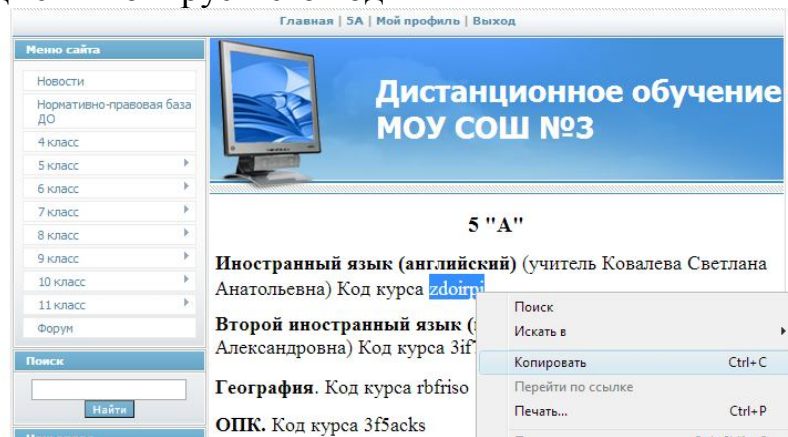 Главная | 5А | Мой профиль | Выход
Меню сайта
Новости
Нормативно-правовая база
ДО
4 класс
5 класс
6 класс
7 класс
8 класс
9 класс
10 класс
11 класс
Форум
Поиск
Найти
Дистанционное обучение
МОУ СОШ №3
5 "А"
Иностранный язык (английский) (учитель Ковалева Светлана
Анатольевна) Код курса zdoirpi
Второй иностранный язык (
Александровна) Код курса 3if
География. Код курса rbfriso
ОПК. Код курса 3f5acks
Поиск
Искать в
Копировать Ctrl+C
Перейти по ссылке
Печать... Ctrl+P